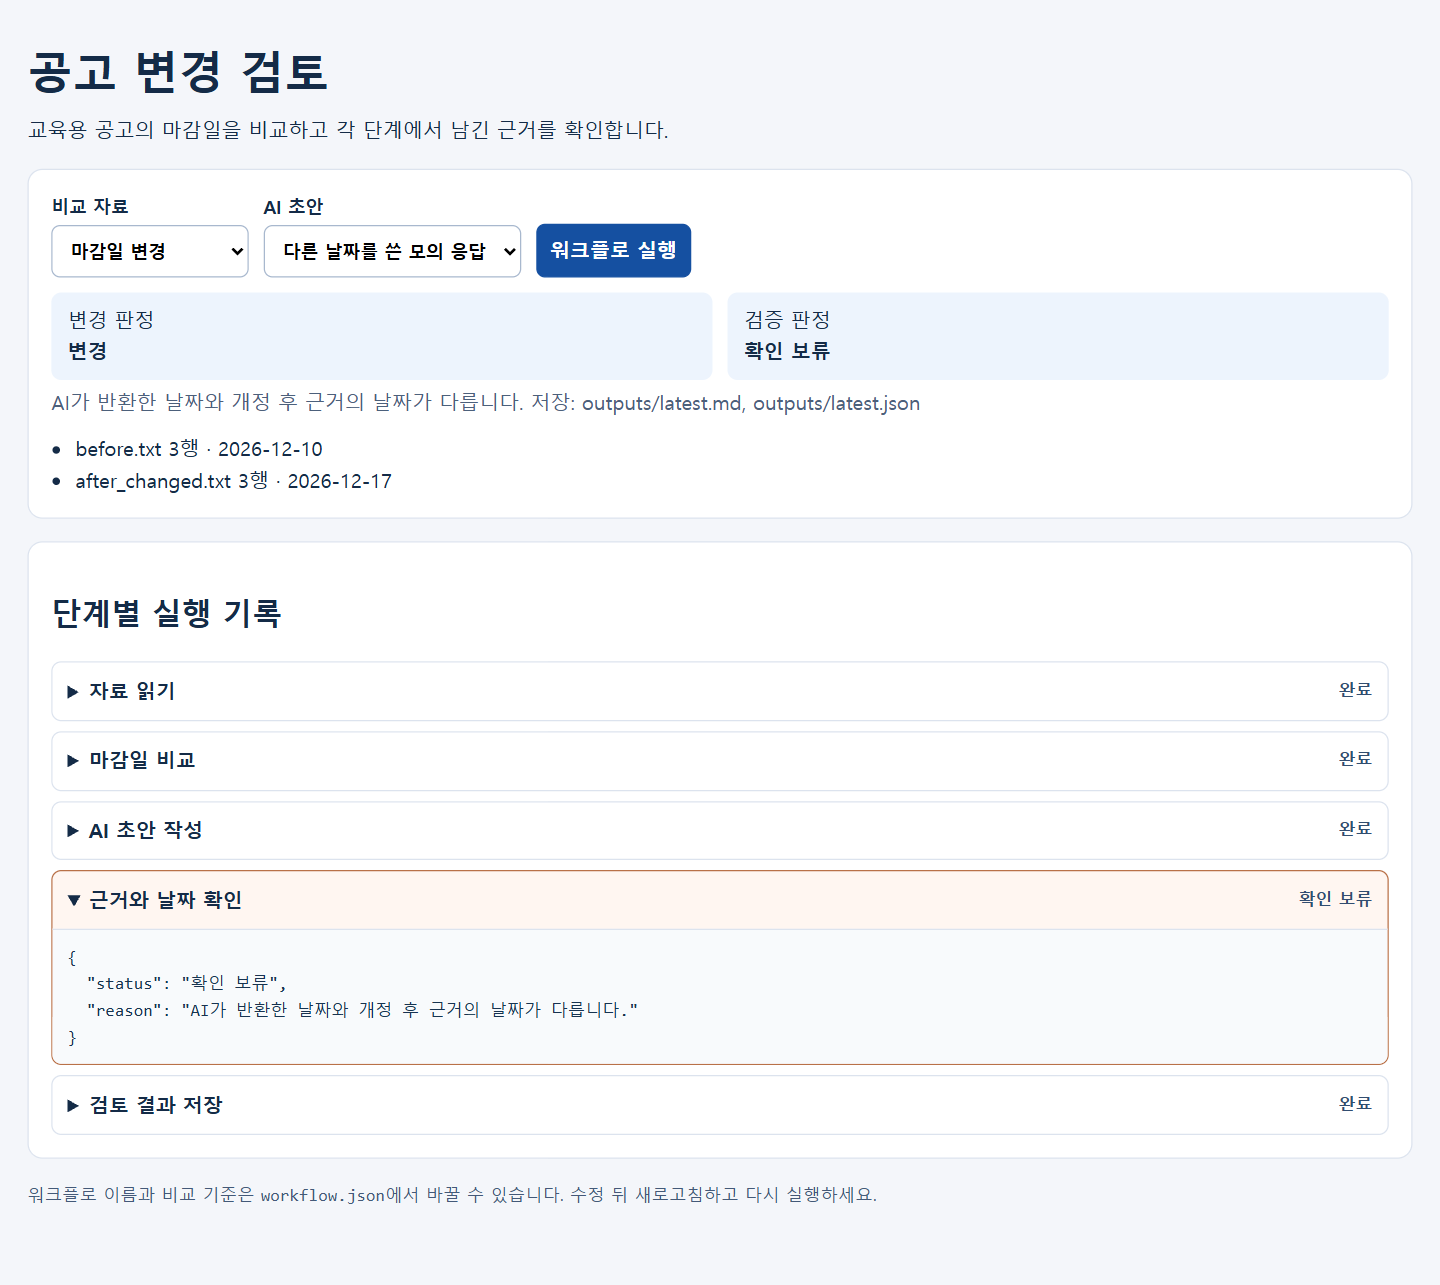 공고 변경 검토
교육용 공고의 마감일을 비교하고 각 단계에서 남긴 근거를 확인합니다.
비교 자료
AI 초안
마감일 변경
다른 날짜를 쓴 모의 응답
워크플로 실행
변경 판정
변경
검증 판정
확인 보류
AI가 반환한 날짜와 개정 후 근거의 날짜가 다릅니다. 저장: outputs/latest.md, outputs/latest.json
• before.txt 3행 · 2026-12-10
• after_changed.txt 3행 · 2026-12-17
단계별 실행 기록
▶ 자료 읽기 완료
▶ 마감일 비교 완료
▶ AI 초안 작성 완료
▼ 근거와 날짜 확인 확인 보류
{
"status": "확인 보류",
"reason": "AI가 반환한 날짜와 개정 후 근거의 날짜가 다릅니다."
}
▶ 검토 결과 저장 완료
워크플로 이름과 비교 기준은 workflow.json에서 바꿀 수 있습니다. 수정 뒤 새로고침하고 다시 실행하세요.